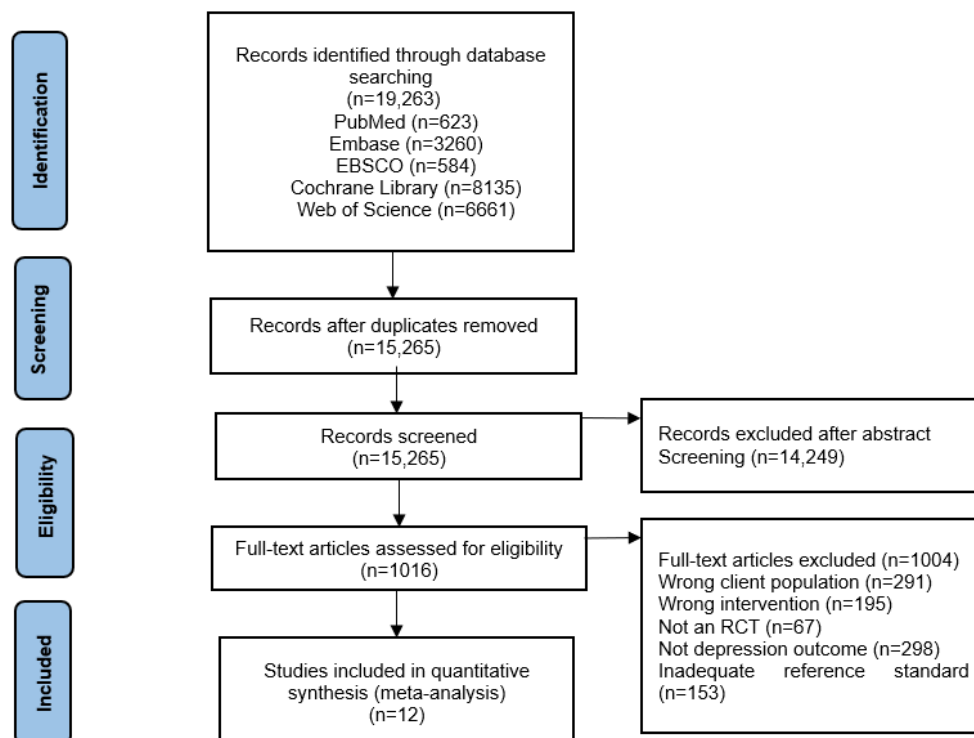 Identification
Records identified through database
searching
(n=19,263)
PubMed (n=623)
Embase (n=3260)
EBSCO (n=584)
Cochrane Library (n=8135)
Web of Science (n=6661)
Screening
Records after duplicates removed
(n=15,265)
Records screened
(n=15,265)
Records excluded after abstract
Screening (n=14,249)
Eligibility
Full-text articles assessed for eligibility
(n=1016)
Full-text articles excluded (n=1004)
Wrong client population (n=291)
Wrong intervention (n=195)
Not an RCT (n=67)
Not depression outcome (n=298)
Inadequate reference standard
(n=153)
Included
Studies included in quantitative
synthesis (meta-analysis)
(n=12)